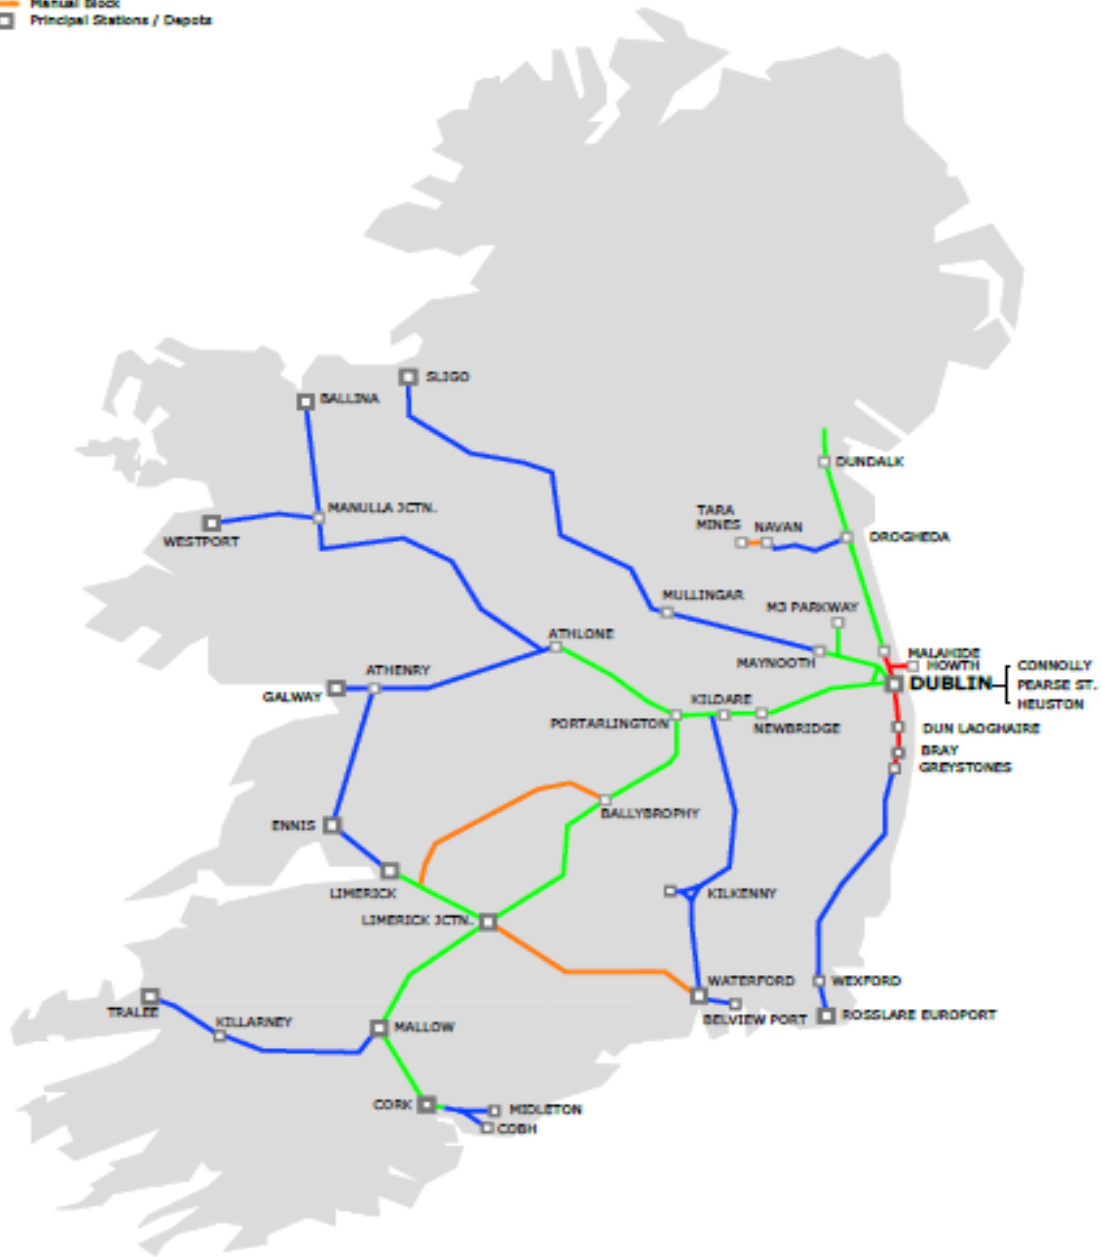 Manual Block
Principal Stations / Depots
SLIGO
BALLINA
DUNDALK
MANULLA JCTN.
TARA
MINES
NAVAN
WESTPORT
DROGHEDA
MULLINGAR
M3 PARKWAY
ATHLONE
MALAHIDE
MAYNOOTH
HOWTH
CONNOLLY
ATHENRY
DUBLIN
PEARSE ST.
GALWAY
KILDARE
HEUSTON
PORTARLINGTON
NEWBRIDGE
DUN LAOGHAIRE
BRAY
GREYSTONES
BALLYBROPHY
ENNIS
LIMERICK
KILKENNY
LIMERICK JCTN.
WATERFORD
WEXFORD
TRALEE
BELVIEW PORT
ROSSLARE EUROPORT
KILLARNEY
MALLOW
CORK
MIDLETON
COBH